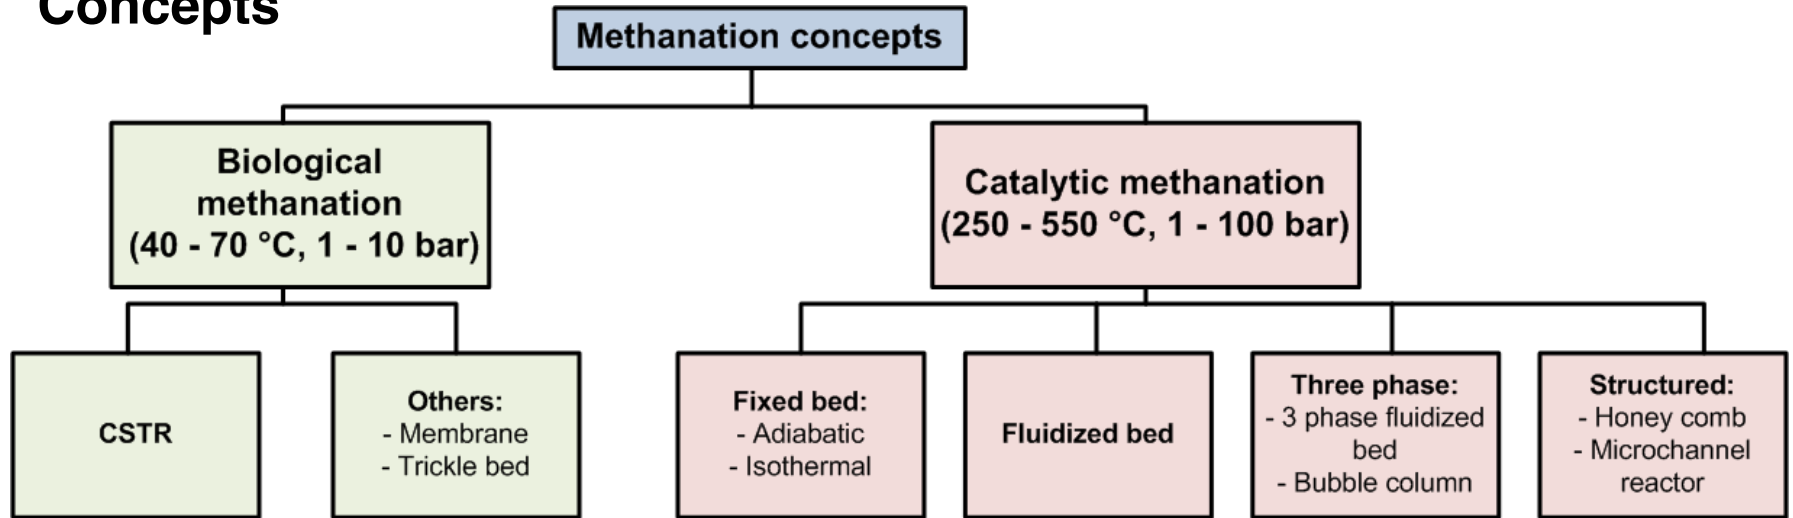 Concepts
Methanation concepts
Biological
methanation
(40 - 70 °C, 1 - 10 bar)
Catalytic methanation
(250 - 550 °C, 1 - 100 bar)
CSTR
Others:
- Membrane
- Trickle bed
Fixed bed:
- Adiabatic
- Isothermal
Fluidized bed
Three phase:
- 3 phase fluidized
bed
- Bubble column
Structured:
- Honey comb
- Microchannel
reactor